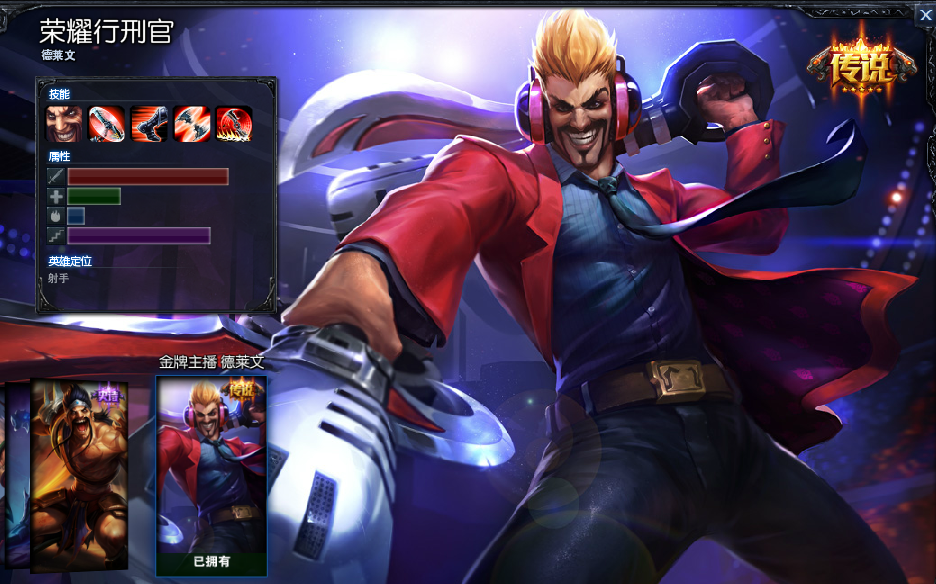 荣耀行刑官
德莱文
传说
技能
属性
英雄定位
射手
金牌主播 德莱文
传说
已拥有